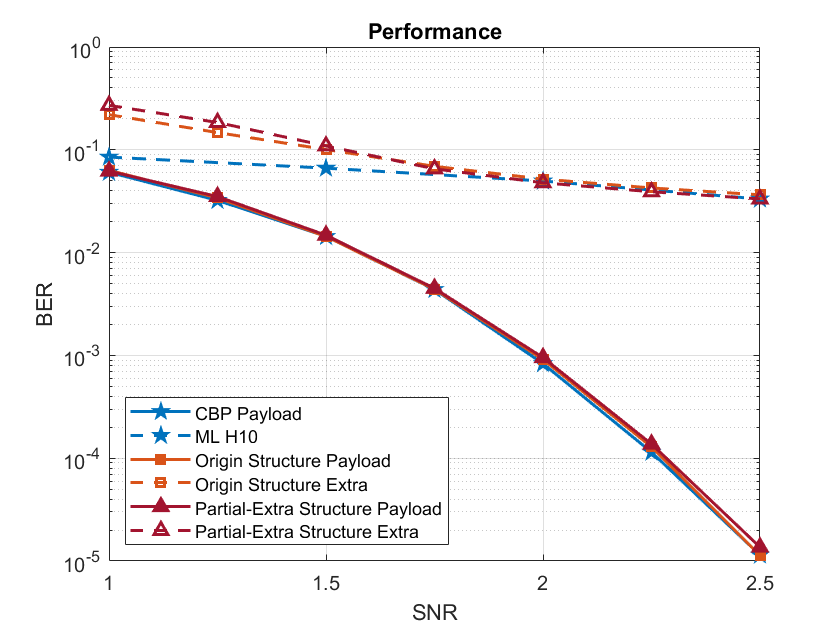 Performance
10^0
10^-1
10^-2
10^-3
10^-4
10^-5
BER
CBP Payload
ML H10
Origin Structure Payload
Origin Structure Extra
Partial-Extra Structure Payload
Partial-Extra Structure Extra
1 1.5 2 2.5
SNR